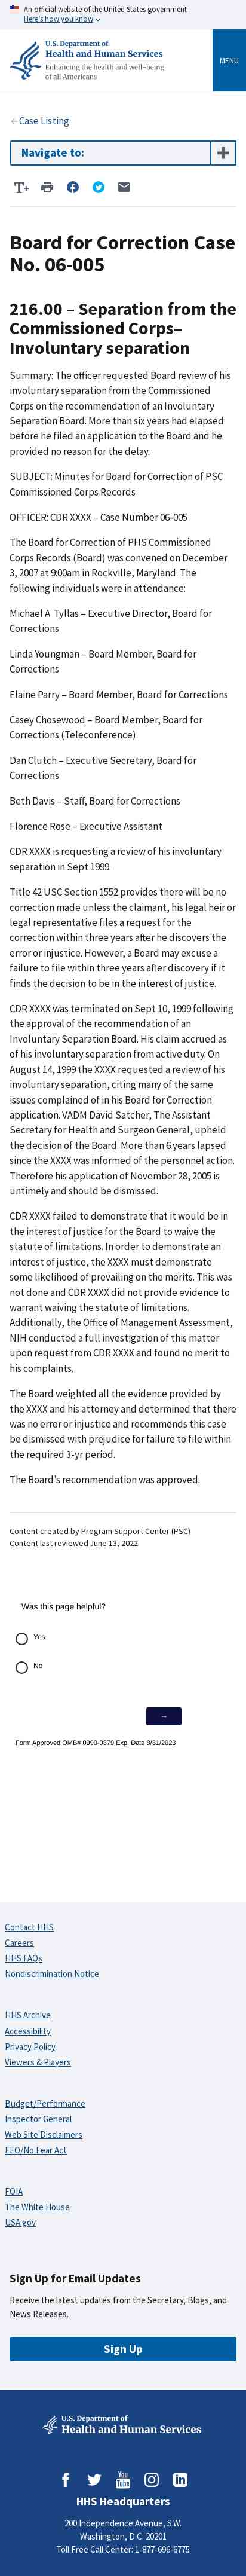 An official website of the United States government
Here's how you know
U.S. Department of
Health and Human Services
Enhancing the health and well-being
of all Americans
MENU
Case Listing
Navigate to:
T+
Board for Correction Case
No. 06-005
216.00 – Separation from the
Commissioned Corps–
Involuntary separation
Summary: The officer requested Board review of his
involuntary separation from the Commissioned
Corps on the recommendation of an Involuntary
Separation Board. More than six years had elapsed
before he filed an application to the Board and he
provided no reason for the delay.
SUBJECT: Minutes for Board for Correction of PSC
Commissioned Corps Records
OFFICER: CDR XXXX – Case Number 06-005
The Board for Correction of PHS Commissioned
Corps Records (Board) was convened on December
3, 2007 at 9:00am in Rockville, Maryland. The
following individuals were in attendance:
Michael A. Tyllas – Executive Director, Board for
Corrections
Linda Youngman – Board Member, Board for
Corrections
Elaine Parry – Board Member, Board for Corrections
Casey Chosewood – Board Member, Board for
Corrections (Teleconference)
Dan Clutch – Executive Secretary, Board for
Corrections
Beth Davis – Staff, Board for Corrections
Florence Rose – Executive Assistant
CDR XXXX is requesting a review of his involuntary
separation in Sept 1999.
Title 42 USC Section 1552 provides there will be no
correction made unless the claimant, his legal heir or
legal representative files a request for the
correction within three years after he discovers the
error or injustice. However, a Board may excuse a
failure to file within three years after discovery if it
finds the decision to be in the interest of justice.
CDR XXXX was terminated on Sept 10, 1999 following
the approval of the recommendation of an
Involuntary Separation Board. His claim accrued as
of his involuntary separation from active duty. On
August 14, 1999 the XXXX requested a review of his
involuntary separation, citing many of the same
issues complained of in his Board for Correction
application. VADM David Satcher, The Assistant
Secretary for Health and Surgeon General, upheld
the decision of the Board. More than 6 years lapsed
since the XXXX was informed of the personnel action.
Therefore his application of November 28, 2005 is
untimely and should be dismissed.
CDR XXXX failed to demonstrate that it would be in
the interest of justice for the Board to waive the
statute of limitations. In order to demonstrate an
interest of justice, the XXXX must demonstrate
some likelihood of prevailing on the merits. This was
not done and CDR XXXX did not provide evidence to
warrant waiving the statute of limitations.
Additionally, the Office of Management Assessment,
NIH conducted a full investigation of this matter
upon request from CDR XXXX and found no merit to
his complaints.
The Board weighted all the evidence provided by
the XXXX and his attorney and determined that there
was no error or injustice and recommends this case
be dismissed with prejudice for failure to file within
the required 3-yr period.
The Board's recommendation was approved.
Content created by Program Support Center (PSC)
Content last reviewed June 13, 2022
Was this page helpful?
Yes
No
→
Form Approved OMB# 0990-0379 Exp. Date 8/31/2023
Contact HHS
Careers
HHS FAQs
Nondiscrimination Notice
HHS Archive
Accessibility
Privacy Policy
Viewers & Players
Budget/Performance
Inspector General
Web Site Disclaimers
EEO/No Fear Act
FOIA
The White House
USA.gov
Sign Up for Email Updates
Receive the latest updates from the Secretary, Blogs, and
News Releases.
Sign Up
U.S. Department of
Health and Human Services
HHS Headquarters
200 Independence Avenue, S.W.
Washington, D.C. 20201
Toll Free Call Center: 1-877-696-6775